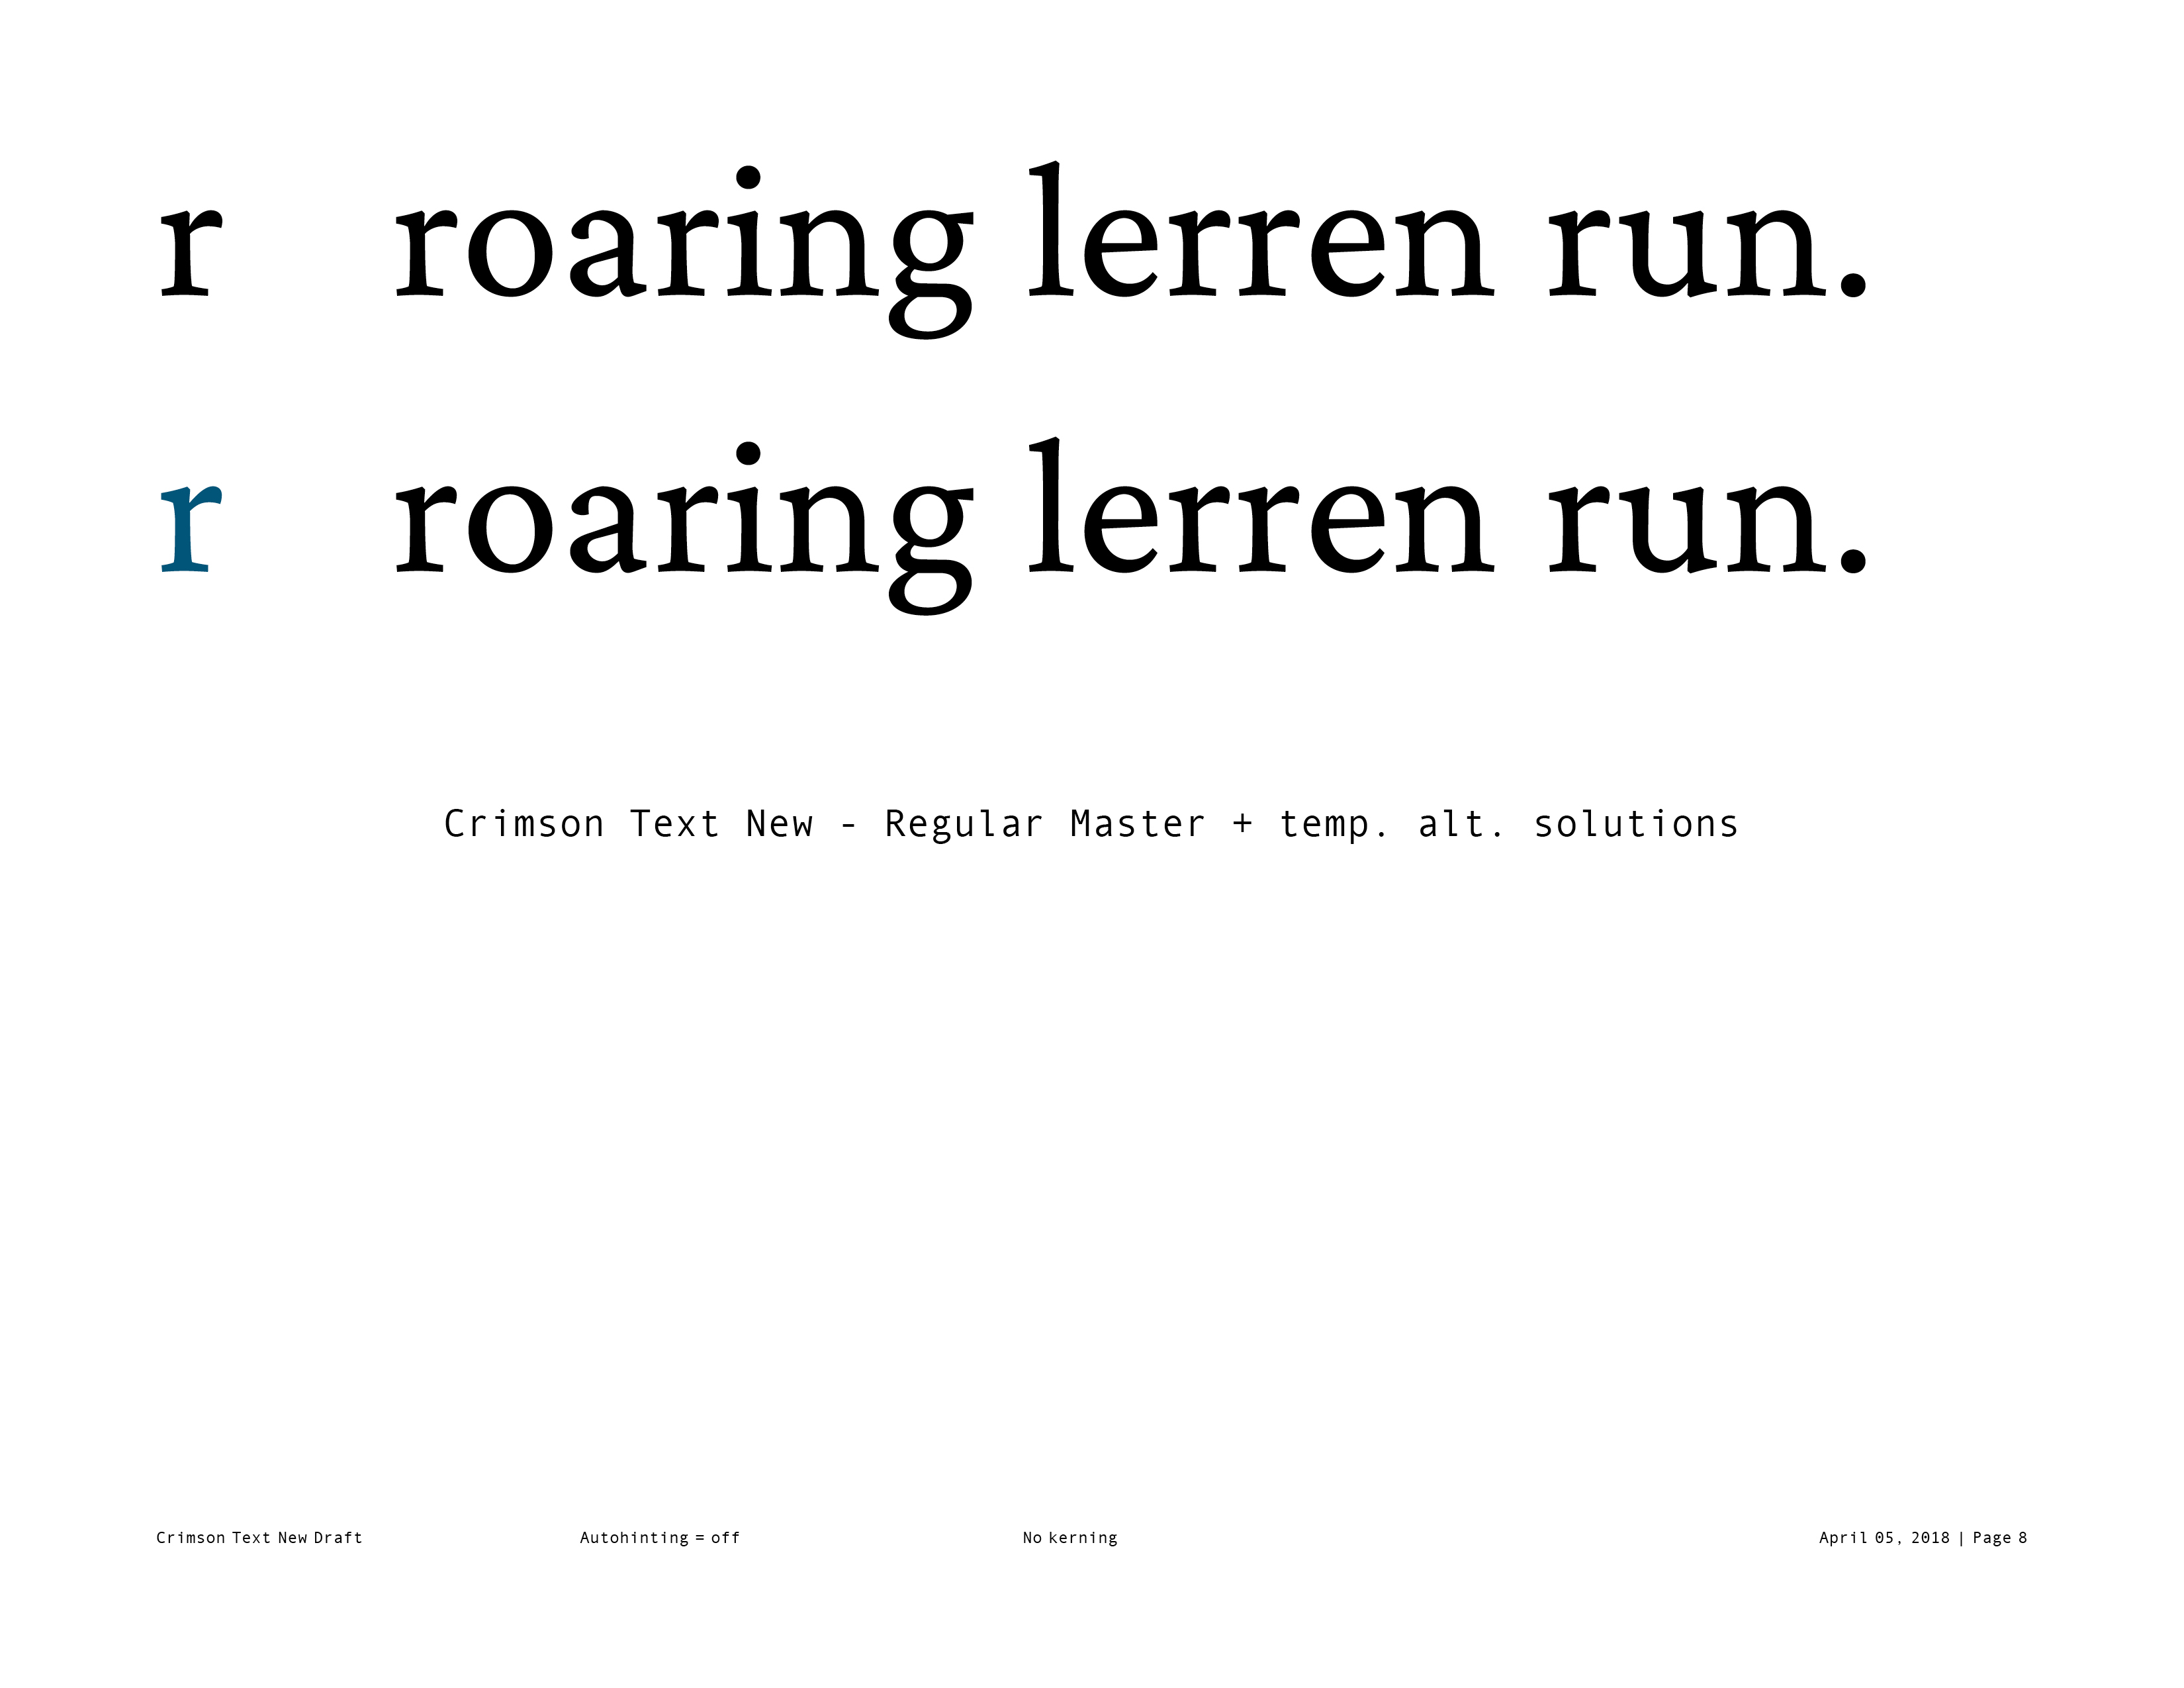 r roaring lerren run.
r roaring lerren run.
Crimson Text New - Regular Master + temp. alt. solutions
Crimson Text New Draft Autohinting = off No kerning April 05, 2018 | Page 8